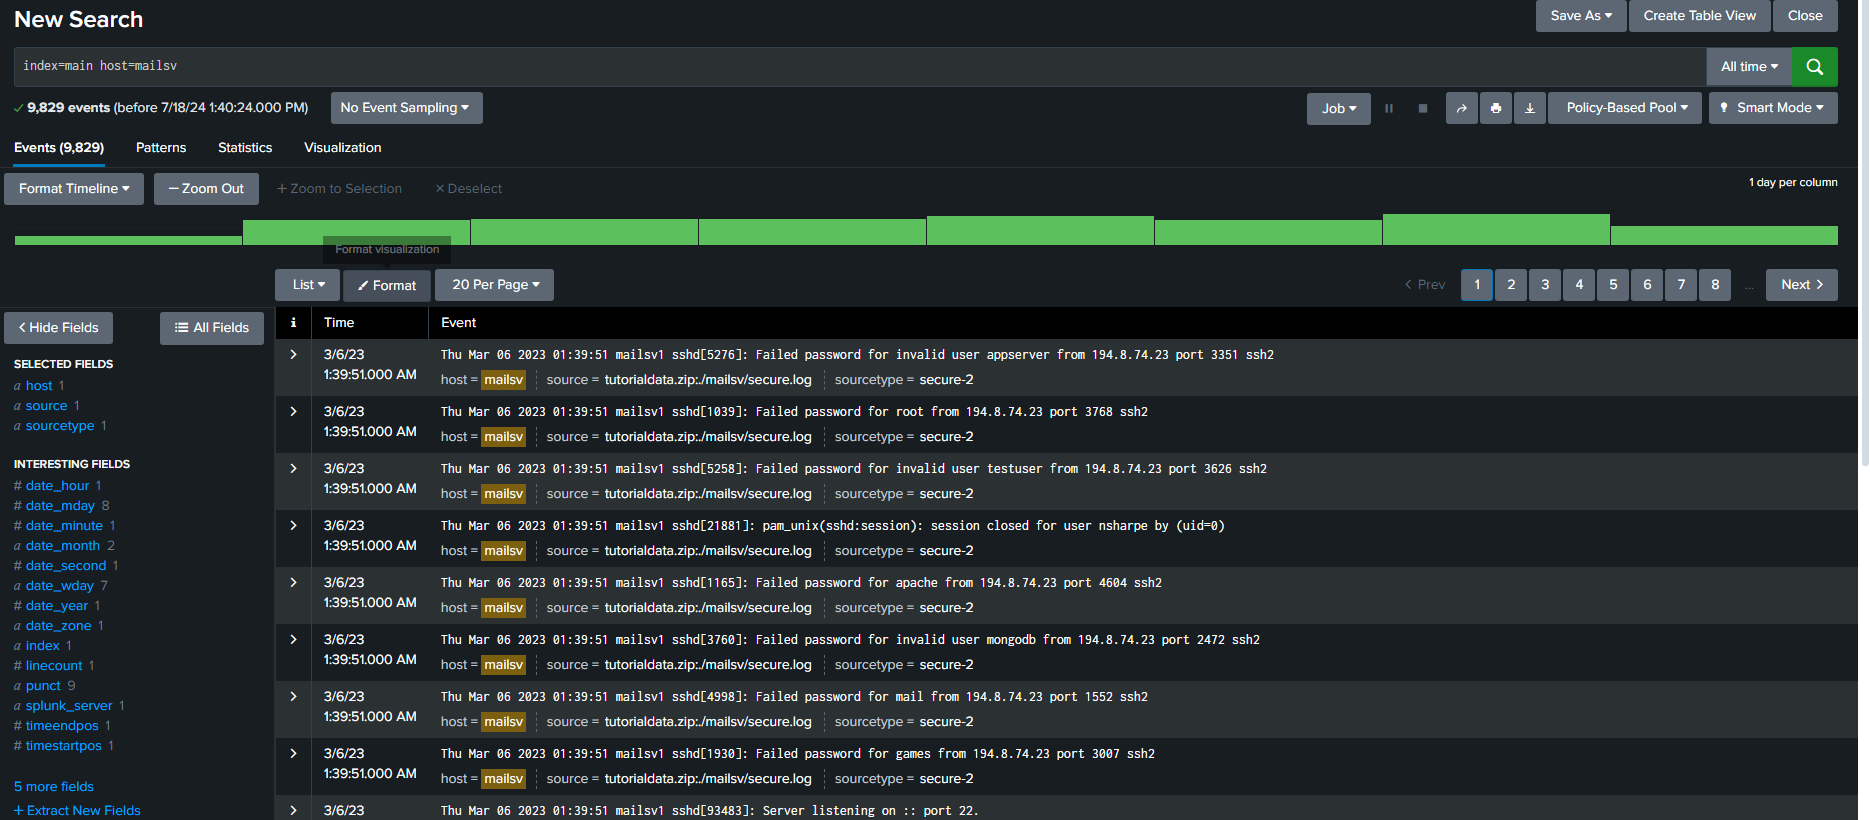 New Search
Save As
Create Table View
Close
index=main host=mailsv
All time
9,829 events (before 7/18/24 1:40:24.000 PM)
No Event Sampling
Job
Policy-Based Pool
Smart Mode
Events (9,829)
Patterns
Statistics
Visualization
Format Timeline
– Zoom Out
+ Zoom to Selection
× Deselect
1 day per column
Format visualization
List
Format
20 Per Page
< Prev
1
2
3
4
5
6
7
8
...
Next >
< Hide Fields
All Fields
SELECTED FIELDS
a host 1
a source 1
a sourcetype 1
INTERESTING FIELDS
# date_hour 1
# date_mday 8
# date_minute 1
a date_month 2
# date_second 1
a date_wday 7
# date_year 1
a date_zone 1
a index 1
# linecount 1
a punct 9
a splunk_server 1
# timeendpos 1
# timestartpos 1
5 more fields
+ Extract New Fields
i
Time
Event
> 3/6/23
1:39:51.000 AM
Thu Mar 06 2023 01:39:51 mailsv1 sshd[5276]: Failed password for invalid user appserver from 194.8.74.23 port 3351 ssh2
host = mailsv source = tutorialdata.zip:./mailsv/secure.log sourcetype = secure-2
> 3/6/23
1:39:51.000 AM
Thu Mar 06 2023 01:39:51 mailsv1 sshd[1039]: Failed password for root from 194.8.74.23 port 3768 ssh2
host = mailsv source = tutorialdata.zip:./mailsv/secure.log sourcetype = secure-2
> 3/6/23
1:39:51.000 AM
Thu Mar 06 2023 01:39:51 mailsv1 sshd[5258]: Failed password for invalid user testuser from 194.8.74.23 port 3626 ssh2
host = mailsv source = tutorialdata.zip:./mailsv/secure.log sourcetype = secure-2
> 3/6/23
1:39:51.000 AM
Thu Mar 06 2023 01:39:51 mailsv1 sshd[21881]: pam_unix(sshd:session): session closed for user nsharpe by (uid=0)
host = mailsv source = tutorialdata.zip:./mailsv/secure.log sourcetype = secure-2
> 3/6/23
1:39:51.000 AM
Thu Mar 06 2023 01:39:51 mailsv1 sshd[1165]: Failed password for apache from 194.8.74.23 port 4604 ssh2
host = mailsv source = tutorialdata.zip:./mailsv/secure.log sourcetype = secure-2
> 3/6/23
1:39:51.000 AM
Thu Mar 06 2023 01:39:51 mailsv1 sshd[3760]: Failed password for invalid user mongodb from 194.8.74.23 port 2472 ssh2
host = mailsv source = tutorialdata.zip:./mailsv/secure.log sourcetype = secure-2
> 3/6/23
1:39:51.000 AM
Thu Mar 06 2023 01:39:51 mailsv1 sshd[4998]: Failed password for mail from 194.8.74.23 port 1552 ssh2
host = mailsv source = tutorialdata.zip:./mailsv/secure.log sourcetype = secure-2
> 3/6/23
1:39:51.000 AM
Thu Mar 06 2023 01:39:51 mailsv1 sshd[1930]: Failed password for games from 194.8.74.23 port 3007 ssh2
host = mailsv source = tutorialdata.zip:./mailsv/secure.log sourcetype = secure-2
> 3/6/23
Thu Mar 06 2023 01:39:51 mailsv1 sshd[93483]: Server listening on :: port 22.